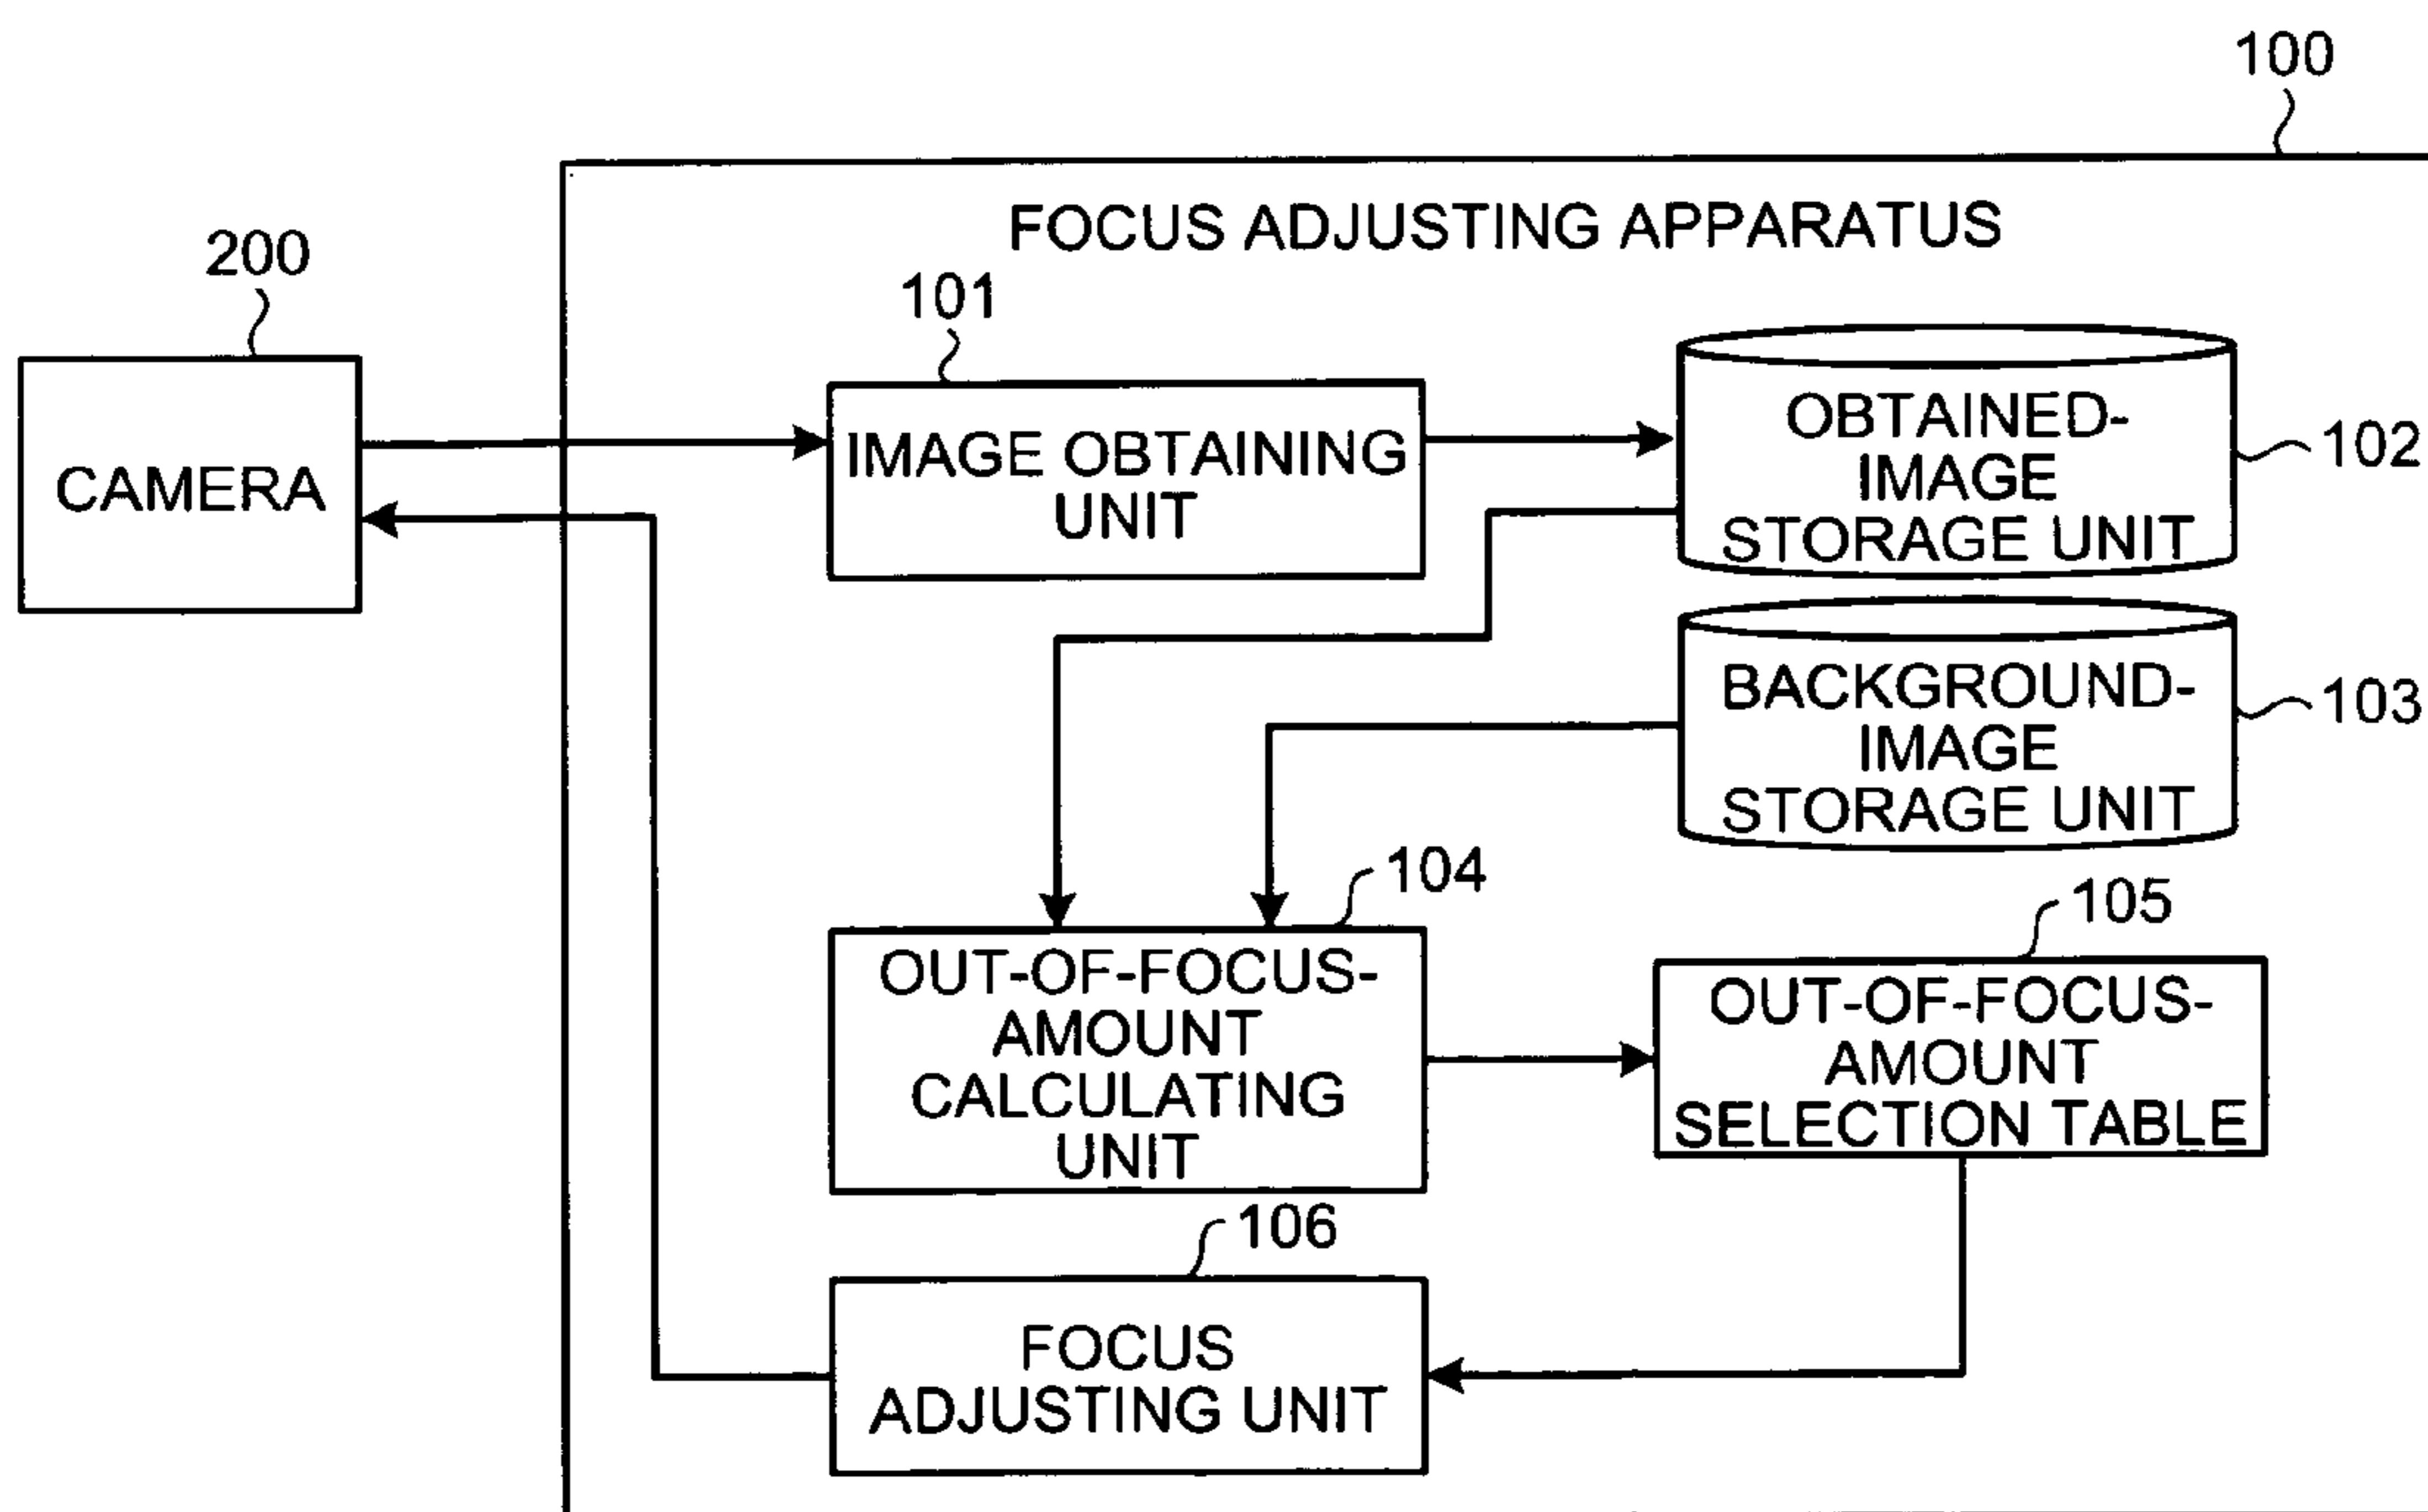 100
FOCUS ADJUSTING APPARATUS
200
101
CAMERA
IMAGE OBTAINING
UNIT
OBTAINED-
IMAGE
STORAGE UNIT
102
BACKGROUND-
IMAGE
STORAGE UNIT
103
104
OUT-OF-FOCUS-
AMOUNT
CALCULATING
UNIT
105
OUT-OF-FOCUS-
AMOUNT
SELECTION TABLE
106
FOCUS
ADJUSTING UNIT